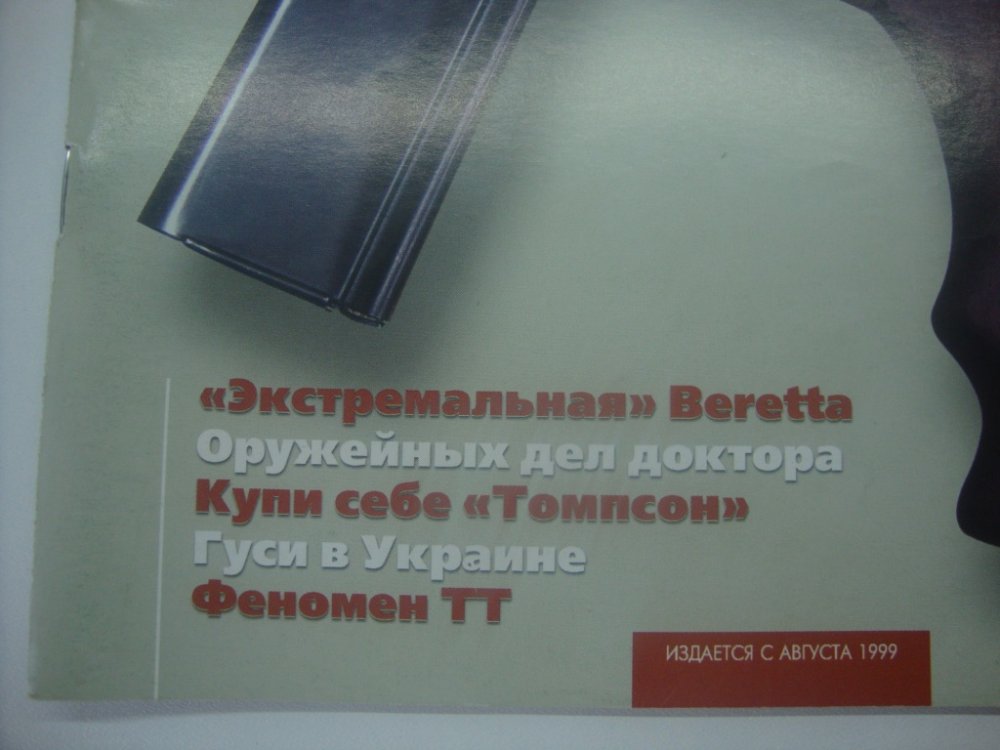 «Экстремальная» Beretta
Оружейных дел доктора
Купи себе «Томпсон»
Гуси в Украине
Феномен ТТ
ИЗДАЕТСЯ С АВГУСТА 1999